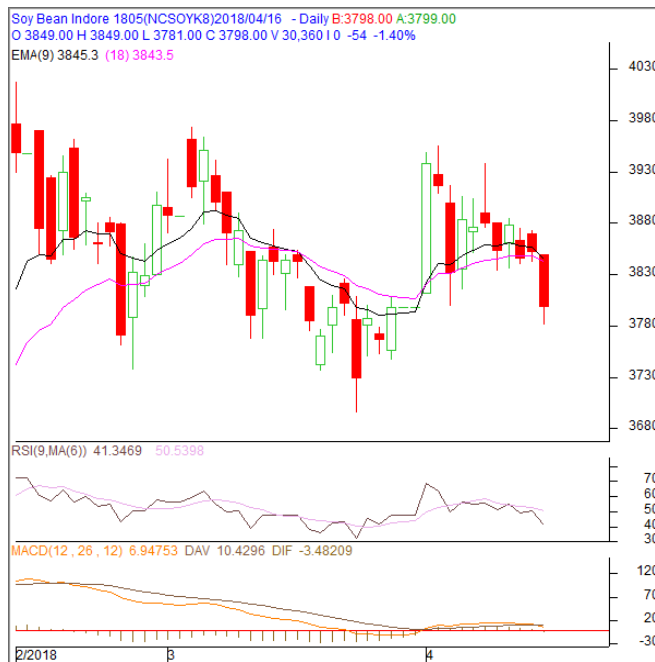 Soy Bean Indore 1805(NCSOYK8)2018/04/16 - Daily B:3798.00 A:3799.00
O 3849.00 H 3849.00 L 3781.00 C 3798.00 V 30,360 I 0 -54 -1.40%
EMA(9) 3845.3 (18) 3843.5
4030
3980
3930
3880
3830
3780
3730
3680
RSI(9,MA(6)) 41.3469 50.5398
70
60
50
40
30
MACD(12 , 26 , 12) 6.94753 DAV 10.4296 DIF -3.48209
120
70
20
-30
2/2018 3 4